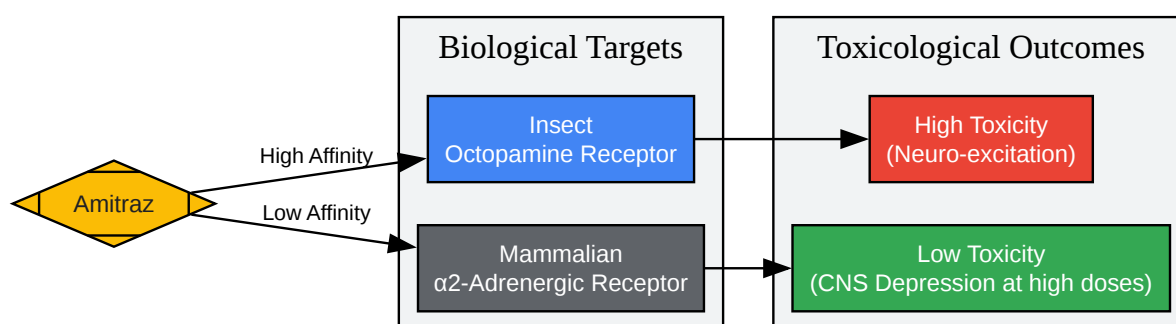 Biological Targets
Toxicological Outcomes
Insect
Octopamine Receptor
High Toxicity
(Neuro-excitation)
High Affinity
Amitraz
Low Affinity
Mammalian
α2-Adrenergic Receptor
Low Toxicity
(CNS Depression at high doses)